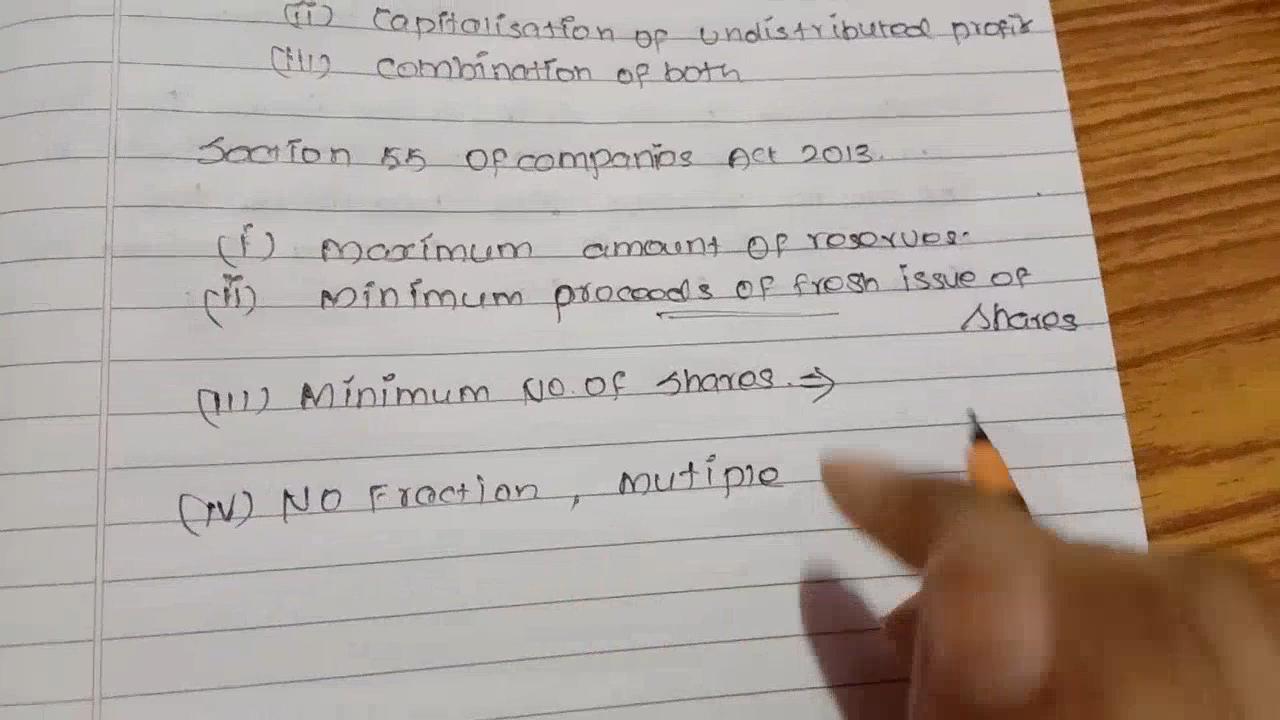 (ii) Capitalisation of undistributed profit
(iii) combination of both
Section 55 of companies Act 2013.
(i) Maximum amount of reserves.
(ii) Minimum proceeds of fresh issue of
shares
(III) Minimum No. of shares. ⇒
(IV) NO Fraction, Mutiple